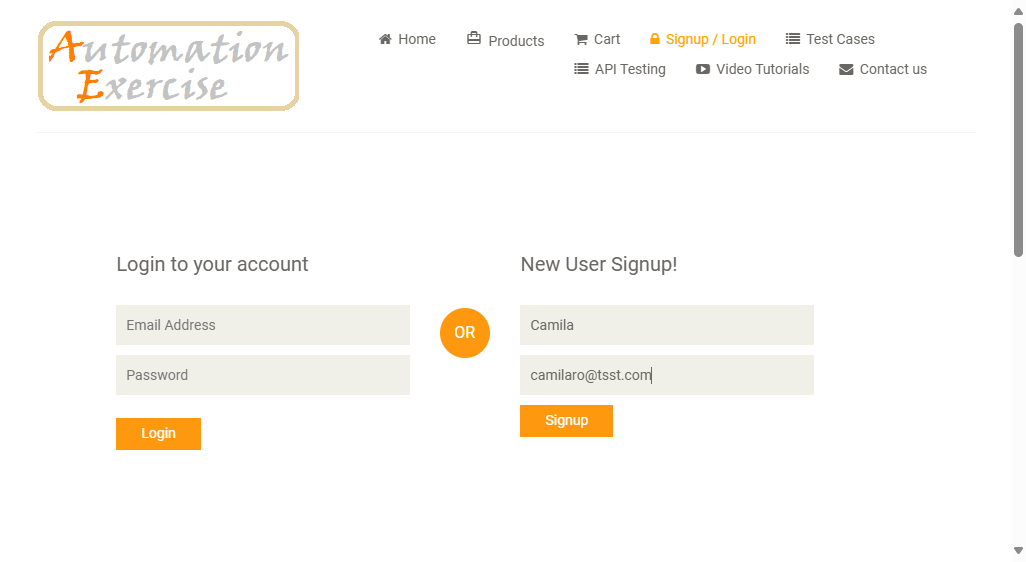 Automation
Exercise
Home Products Cart Signup / Login Test Cases
API Testing Video Tutorials Contact us
Login to your account
Email Address
Password
Login
OR
New User Signup!
Camila
camilaro@tsst.com
Signup